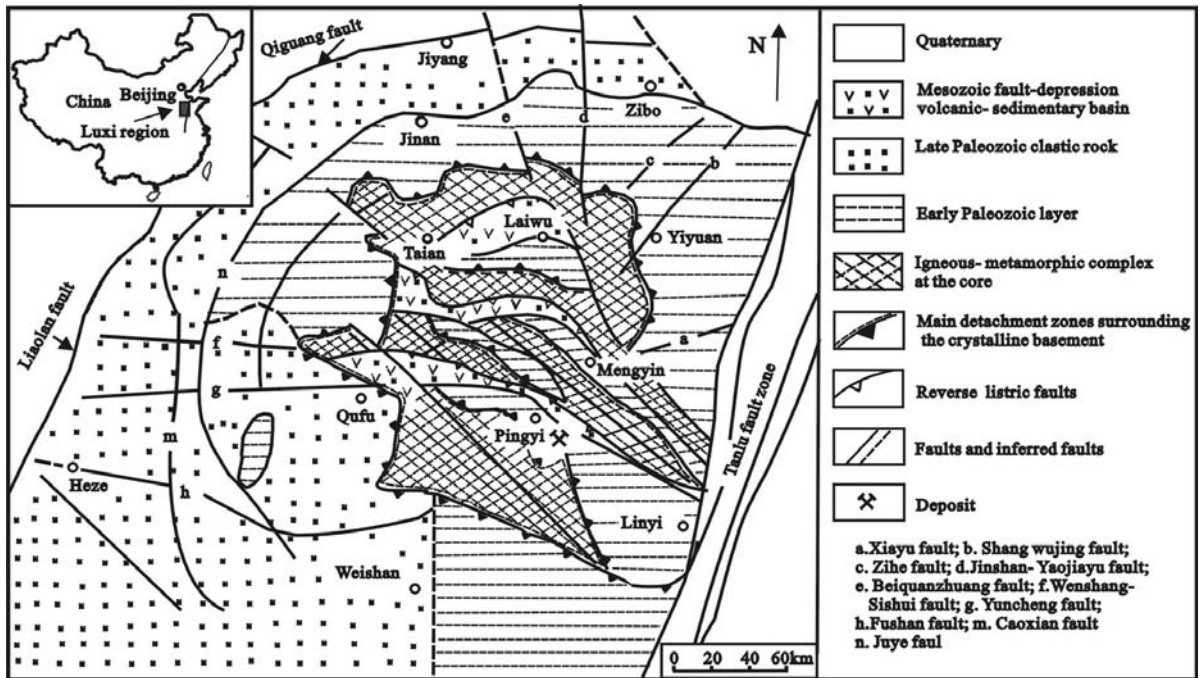 Qiguang fault
Jiyang
N
China
Beijing
Luxi region
Zibo
Jinan
e
d
c
b
Laiwu
Taian
Yiyuan
n
Liaolan fault
f
a
Mengyin
g
Qufu
Pingyi
Tanlu fault zone
m
Heze
h
Linyi
Weishan
0 20 40 60km
Quaternary
Mesozoic fault-depression
volcanic- sedimentary basin
Late Paleozoic clastic rock
Early Paleozoic layer
Igneous- metamorphic complex
at the core
Main detachment zones surrounding
the crystalline basement
Reverse listric faults
Faults and inferred faults
Deposit
a.Xiayu fault; b. Shang wujing fault;
c. Zihe fault; d.Jinshan- Yaojiayu fault;
e. Beiquanzhuang fault; f.Wenshang-
Sishui fault; g. Yuncheng fault;
h.Fushan fault; m. Caoxian fault
n. Juye faul